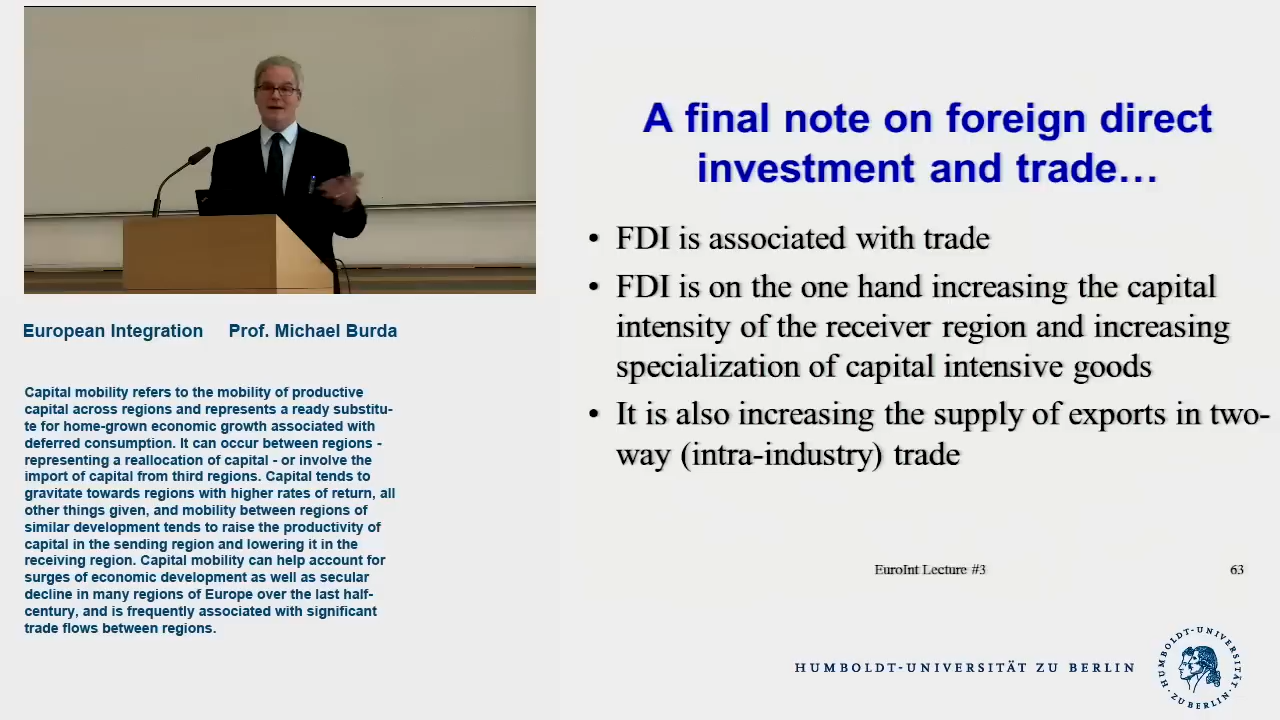 A final note on foreign direct
investment and trade…
• FDI is associated with trade
• FDI is on the one hand increasing the capital
intensity of the receiver region and increasing
specialization of capital intensive goods
• It is also increasing the supply of exports in two-
way (intra-industry) trade
EuroInt Lecture #3 63
European Integration Prof. Michael Burda
Capital mobility refers to the mobility of productive
capital across regions and represents a ready substitu-
te for home-grown economic growth associated with
deferred consumption. It can occur between regions -
representing a reallocation of capital - or involve the
import of capital from third regions. Capital tends to
gravitate towards regions with higher rates of return, all
other things given, and mobility between regions of
similar development tends to raise the productivity of
capital in the sending region and lowering it in the
receiving region. Capital mobility can help account for
surges of economic development as well as secular
decline in many regions of Europe over the last half-
century, and is frequently associated with significant
trade flows between regions.
HUMBOLDT-UNIVERSITÄT ZU BERLIN
HUMBOLDT-UNIVERSITÄT
ZU BERLIN